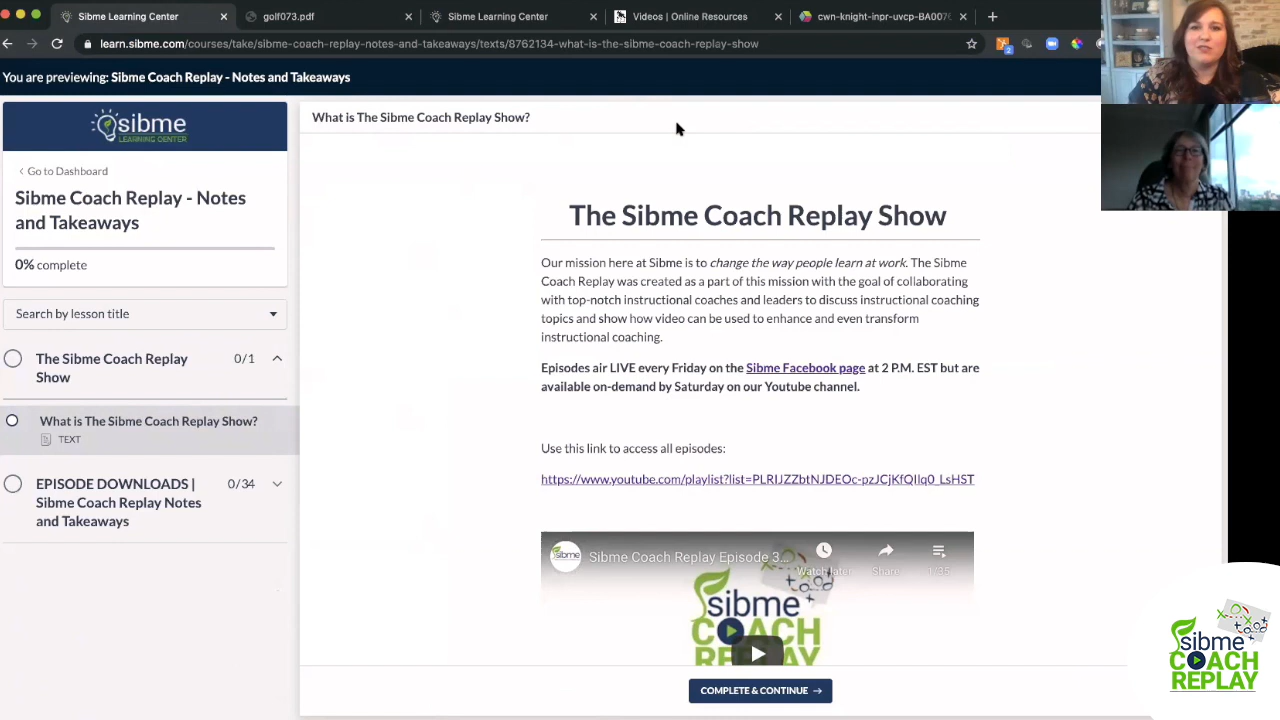 Sibme Learning Center
golf073.pdf
Sibme Learning Center
Videos | Online Resources
cwn-knight-inpr-uvcp-BA007
learn.sibme.com/courses/take/sibme-coach-replay-notes-and-takeaways/texts/8762134-what-is-the-sibme-coach-replay-show
You are previewing: Sibme Coach Replay - Notes and Takeaways
sibme
LEARNING CENTER
Go to Dashboard
Sibme Coach Replay - Notes
and Takeaways
0% complete
Search by lesson title
The Sibme Coach Replay
Show
0/1
What is The Sibme Coach Replay Show?
TEXT
EPISODE DOWNLOADS |
Sibme Coach Replay Notes
and Takeaways
0/34
What is The Sibme Coach Replay Show?
The Sibme Coach Replay Show
Our mission here at Sibme is to change the way people learn at work. The Sibme
Coach Replay was created as a part of this mission with the goal of collaborating
with top-notch instructional coaches and leaders to discuss instructional coaching
topics and show how video can be used to enhance and even transform
instructional coaching.
Episodes air LIVE every Friday on the Sibme Facebook page at 2 P.M. EST but are
available on-demand by Saturday on our Youtube channel.
Use this link to access all episodes:
https://www.youtube.com/playlist?list=PLRIJZZbtNJDEOc-pzJCjKfQIlq0_LsHST
sibme
Sibme Coach Replay Episode 3...
Watch later
Share
1/35
sibme
COACH
REPLAY
COMPLETE & CONTINUE →
sibme
COACH
REPLAY